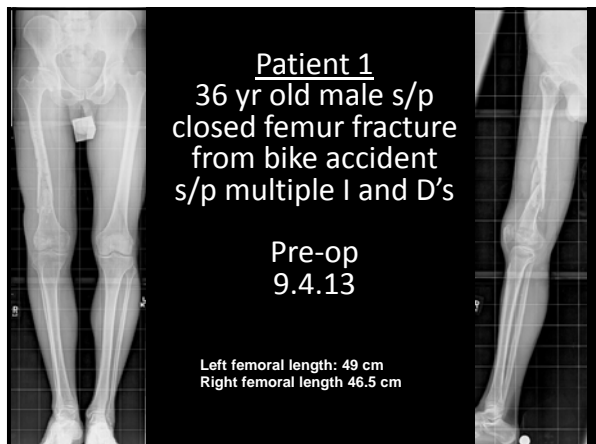 Patient 1
36 yr old male s/p
closed femur fracture
from bike accident
s/p multiple I and D's
Pre-op
9.4.13
Left femoral length: 49 cm
Right femoral length 46.5 cm